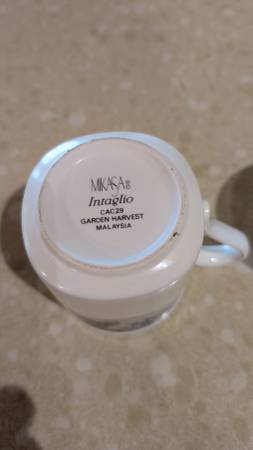 MIKASA®
Intaglio
CAC29
GARDEN HARVEST
MALAYSIA